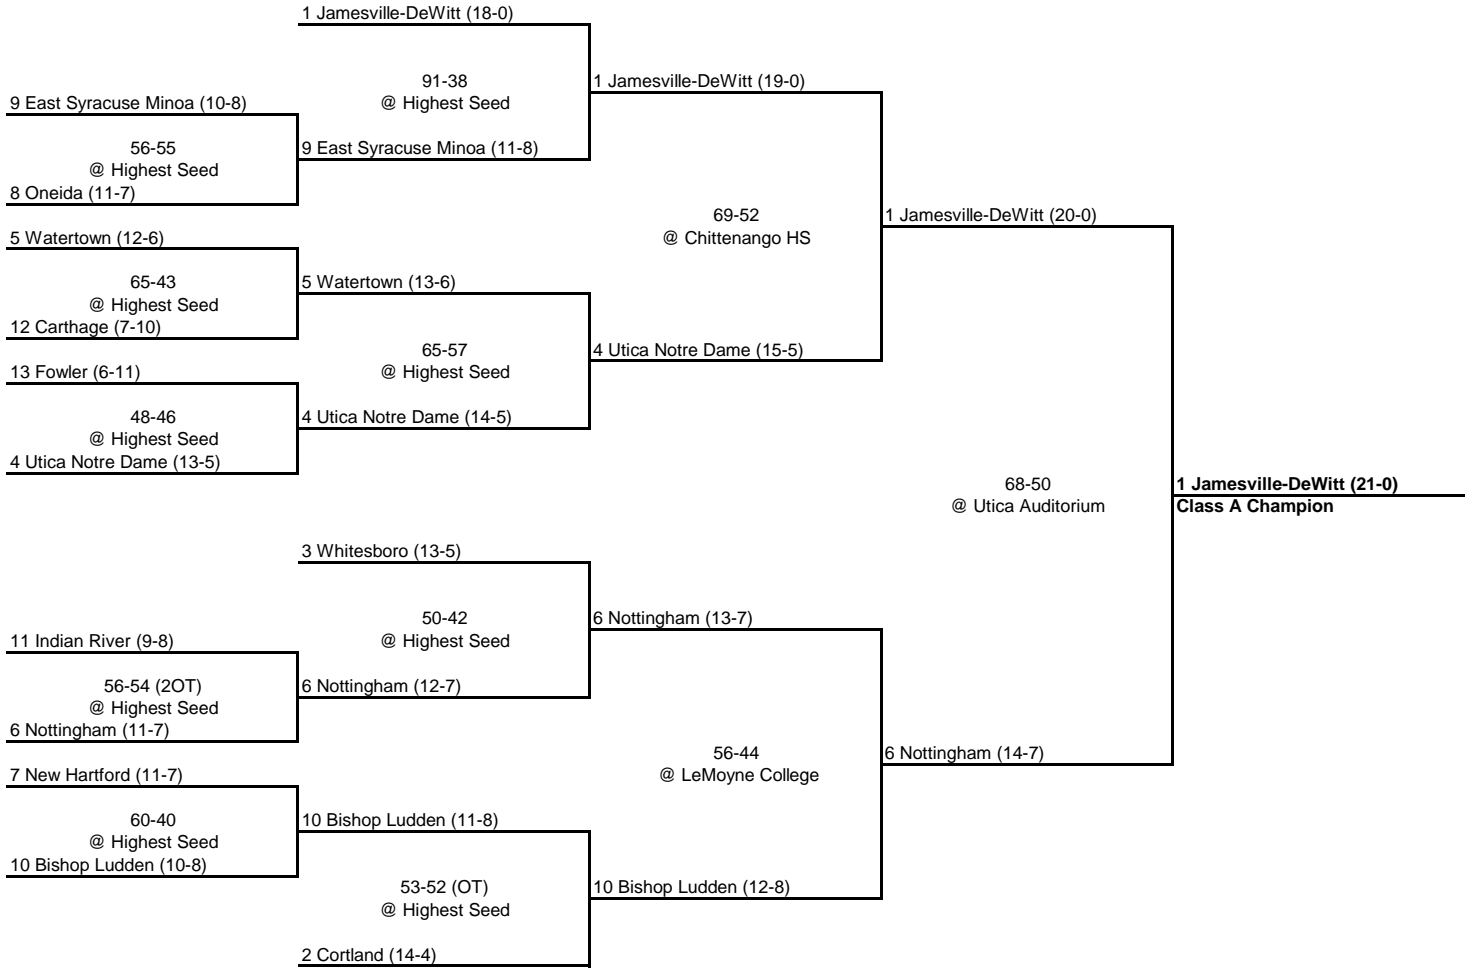 1 Jamesville-DeWitt (18-0)
91-38
@ Highest Seed
1 Jamesville-DeWitt (19-0)
9 East Syracuse Minoa (10-8)
56-55
@ Highest Seed
9 East Syracuse Minoa (11-8)
8 Oneida (11-7)
69-52
@ Chittenango HS
1 Jamesville-DeWitt (20-0)
5 Watertown (12-6)
65-43
@ Highest Seed
5 Watertown (13-6)
12 Carthage (7-10)
65-57
@ Highest Seed
4 Utica Notre Dame (15-5)
13 Fowler (6-11)
48-46
@ Highest Seed
4 Utica Notre Dame (14-5)
4 Utica Notre Dame (13-5)
68-50
@ Utica Auditorium
1 Jamesville-DeWitt (21-0)
Class A Champion
3 Whitesboro (13-5)
50-42
@ Highest Seed
6 Nottingham (13-7)
11 Indian River (9-8)
56-54 (2OT)
@ Highest Seed
6 Nottingham (12-7)
6 Nottingham (11-7)
56-44
@ LeMoyne College
6 Nottingham (14-7)
7 New Hartford (11-7)
60-40
@ Highest Seed
10 Bishop Ludden (11-8)
10 Bishop Ludden (10-8)
53-52 (OT)
@ Highest Seed
10 Bishop Ludden (12-8)
2 Cortland (14-4)